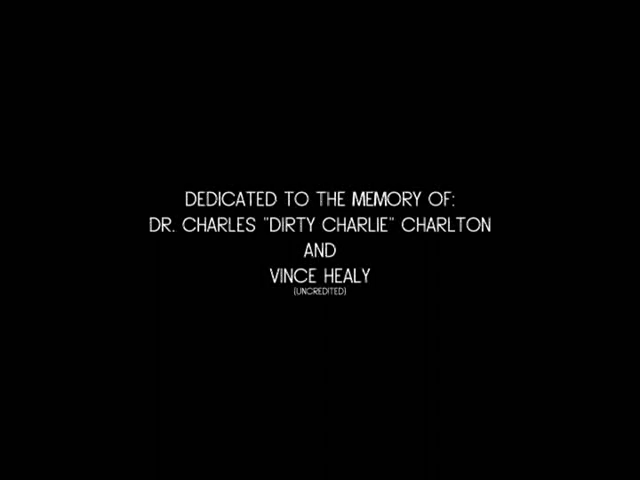 DEDICATED TO THE MEMORY OF:
DR. CHARLES "DIRTY CHARLIE" CHARLTON
AND
VINCE HEALY
(UNCREDITED)